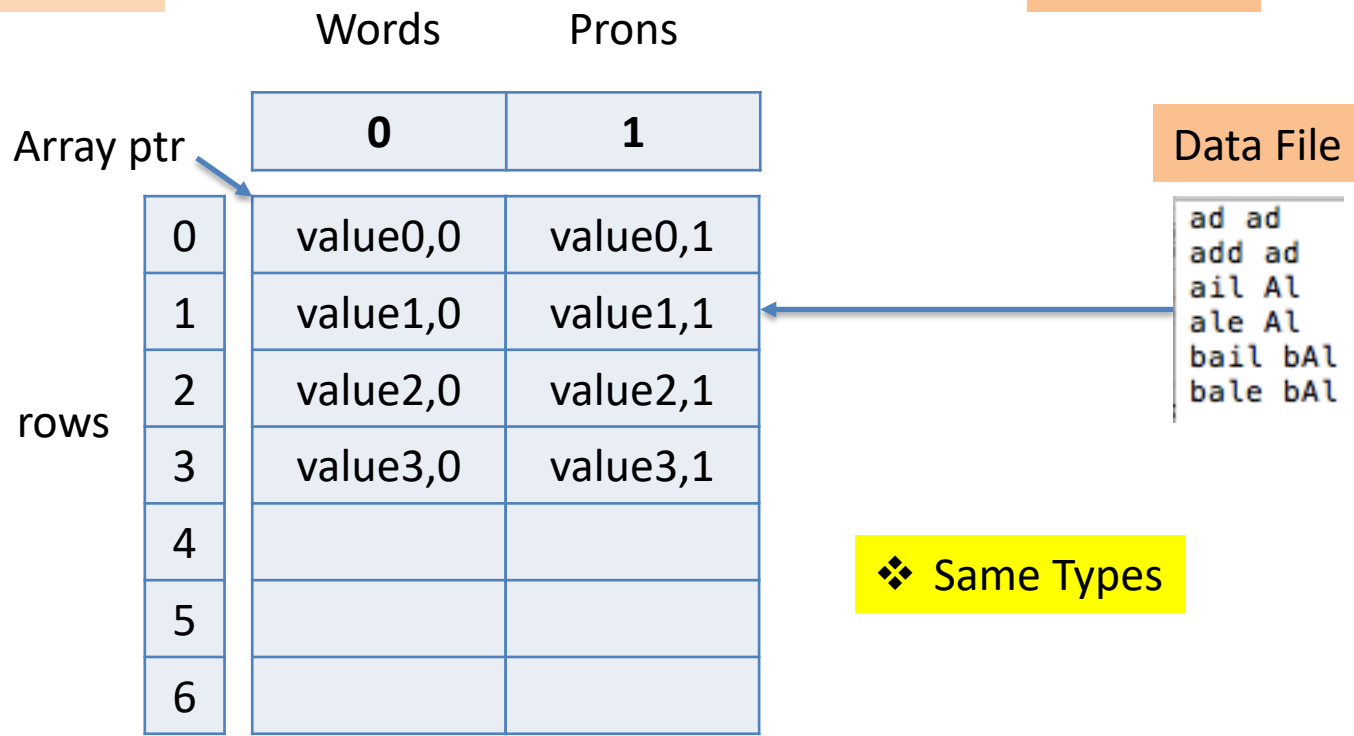 Words Prons
Array ptr 0 1
Data File
0 value0,0 value0,1
1 value1,0 value1,1
2 value2,0 value2,1
rows
3 value3,0 value3,1
4
5
6
ad ad
add ad
ail Al
ale Al
bail bAl
bale bAl
❖ Same Types